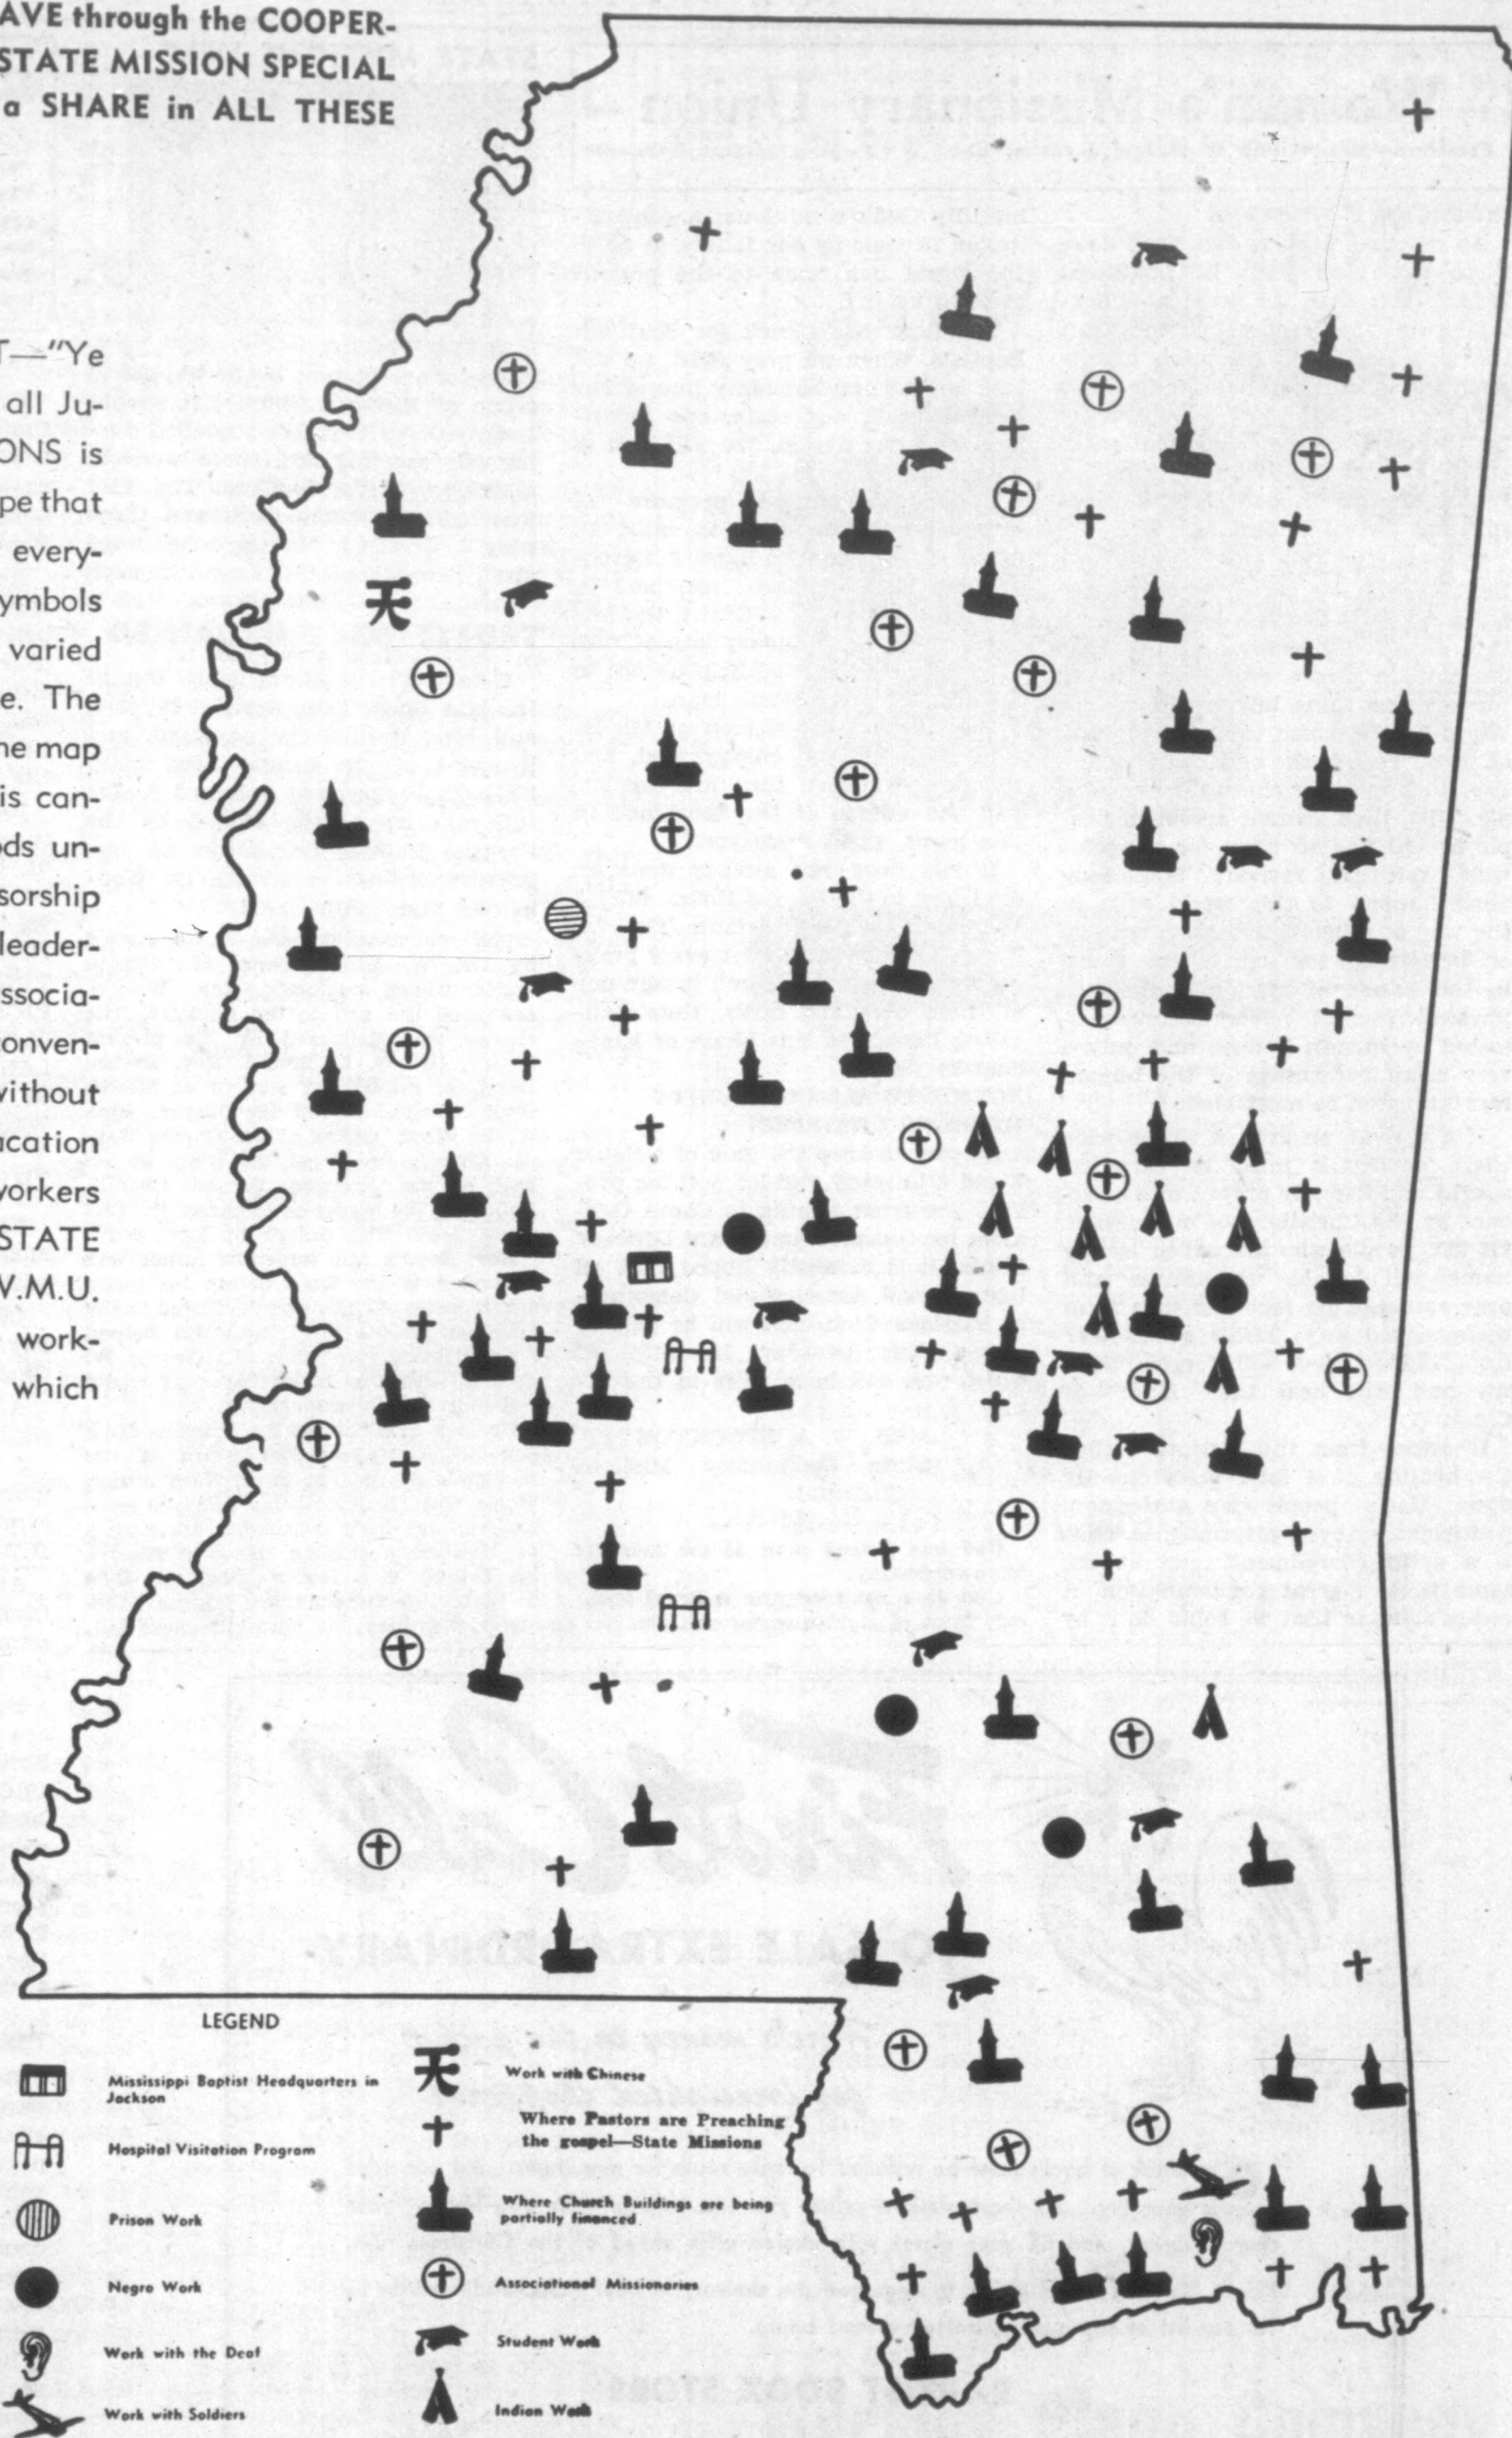 AVE through the COOPER-
STATE MISSION SPECIAL
a SHARE in ALL THESE
T—"Ye
all Ju-
ONS is
pe that
every-
ymbols
varied
e. The
he map
is can-
ods un-
sorship
leader-
ssocia-
onven-
without
cation
workers
STATE
W.M.U.
work-
which
LEGEND
Mississippi Baptist Headquarters in
Jackson
Hospital Visitation Program
Prison Work
Negro Work
Work with the Deaf
Work with Soldiers
天 Work with Chinese
Where Pastors are Preaching
the gospel—State Missions
Where Church Buildings are being
partially financed
Associational Missionaries
Student Work
Indian Work